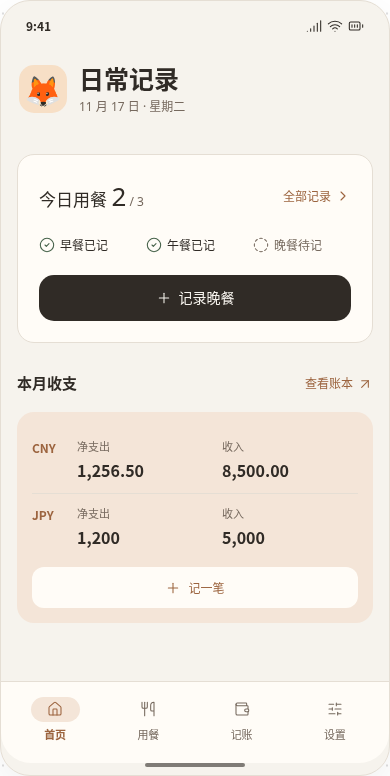 9:41
日常记录
11 月 17 日 · 星期二
今日用餐 2 / 3
全部记录
早餐已记 午餐已记 晚餐待记
记录晚餐
本月收支 查看账本
CNY 净支出 收入
1,256.50 8,500.00
JPY 净支出 收入
1,200 5,000
记一笔
首页 用餐 记账 设置